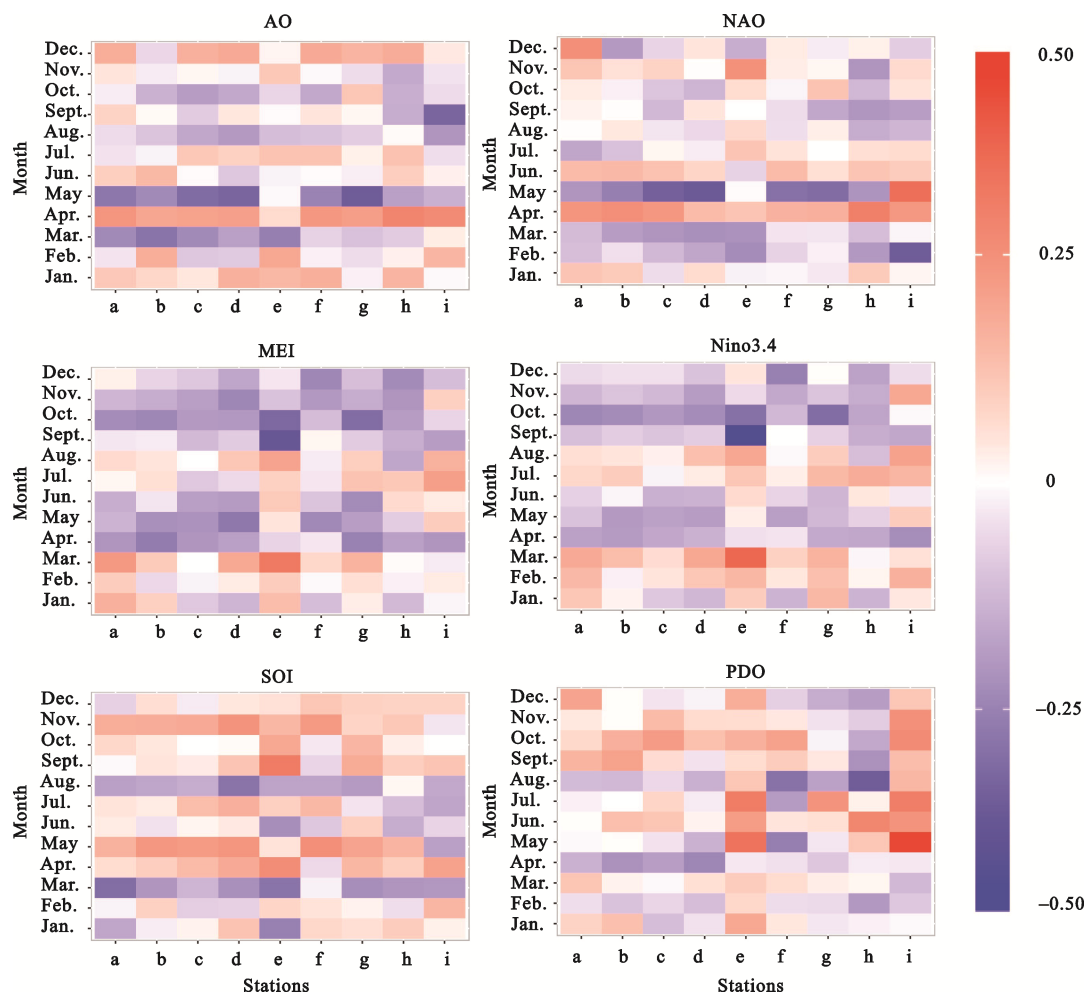 AO
NAO
Month
Dec.
Nov.
Oct.
Sept.
Aug.
Jul.
Jun.
May
Apr.
Mar.
Feb.
Jan.
a b c d e f g h i
Month
Dec.
Nov.
Oct.
Sept.
Aug.
Jul.
Jun.
May
Apr.
Mar.
Feb.
Jan.
a b c d e f g h i
MEI
Nino3.4
Month
Dec.
Nov.
Oct.
Sept.
Aug.
Jul.
Jun.
May
Apr.
Mar.
Feb.
Jan.
a b c d e f g h i
Month
Dec.
Nov.
Oct.
Sept.
Aug.
Jul.
Jun.
May
Apr.
Mar.
Feb.
Jan.
a b c d e f g h i
SOI
PDO
Month
Dec.
Nov.
Oct.
Sept.
Aug.
Jul.
Jun.
May
Apr.
Mar.
Feb.
Jan.
a b c d e f g h i
Stations
Month
Dec.
Nov.
Oct.
Sept.
Aug.
Jul.
Jun.
May
Apr.
Mar.
Feb.
Jan.
a b c d e f g h i
Stations
0.50
0.25
0
−0.25
−0.50